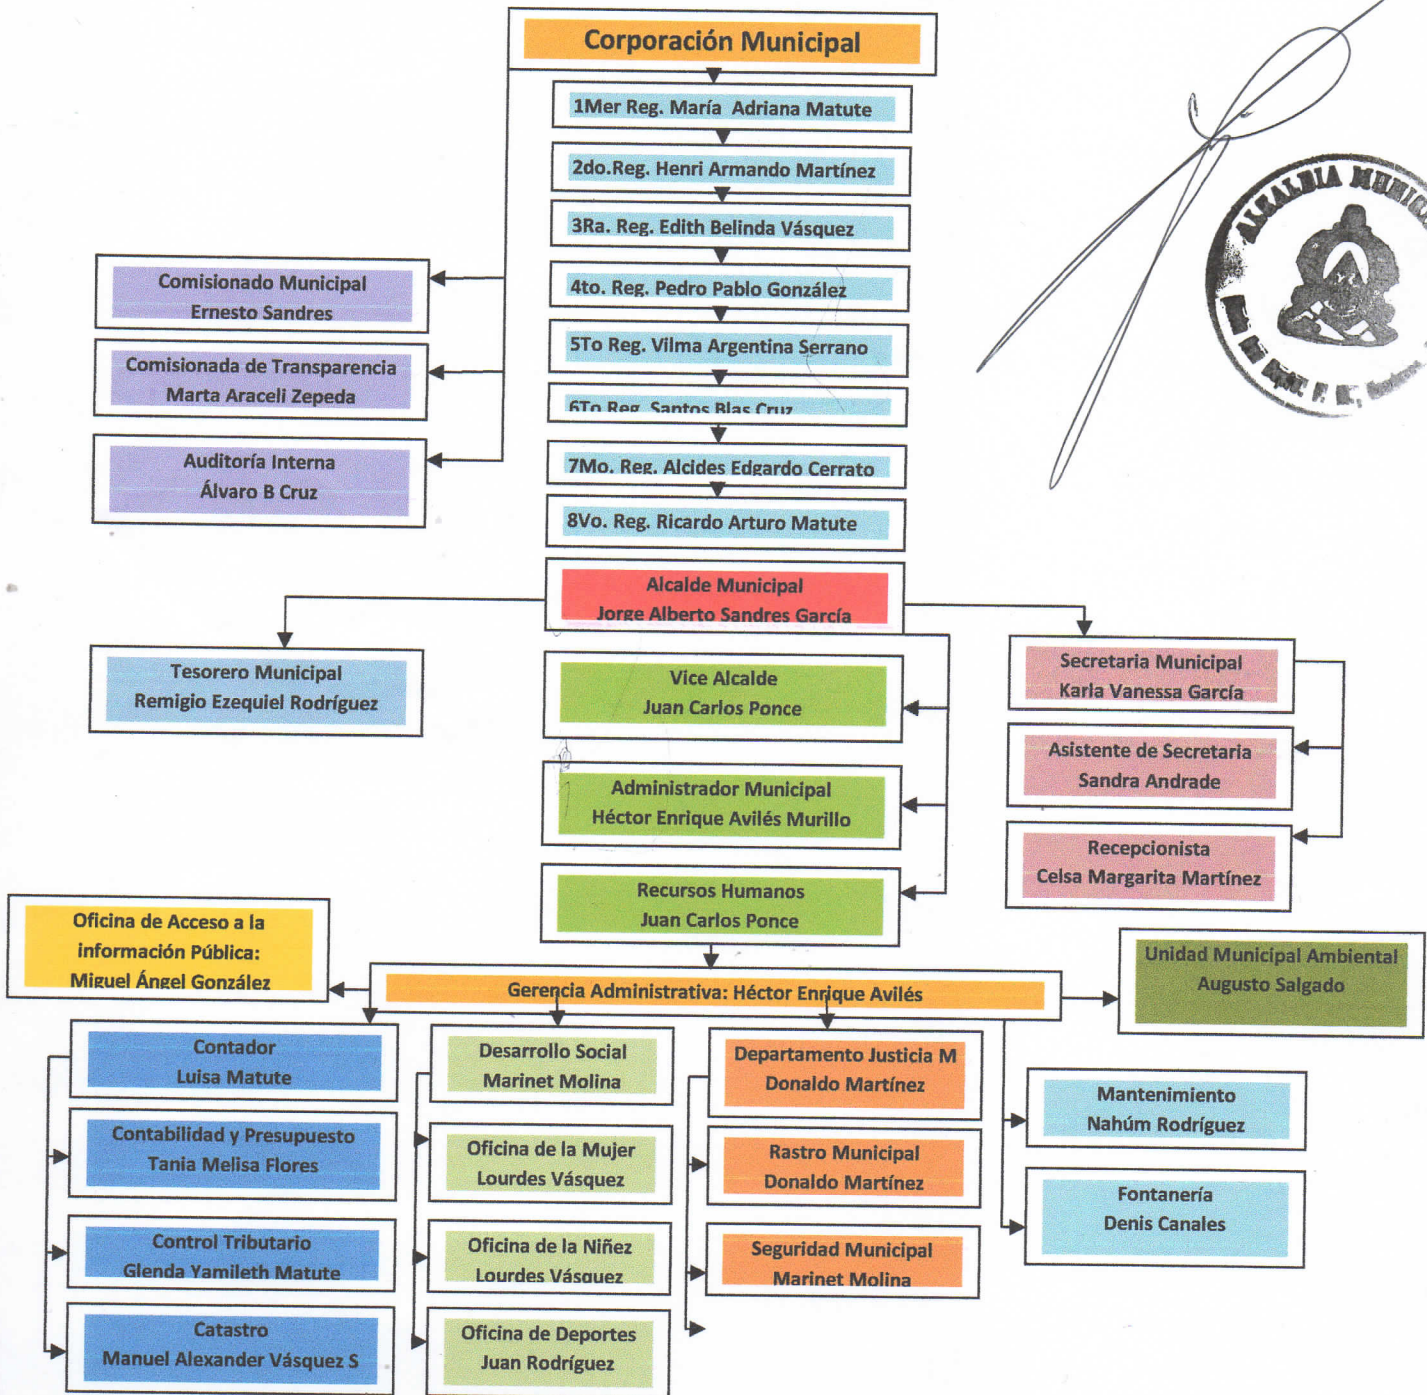 Corporación Municipal
1Mer Reg. María Adriana Matute
2do.Reg. Henri Armando Martínez
3Ra. Reg. Edith Belinda Vásquez
4to. Reg. Pedro Pablo González
5To Reg. Vilma Argentina Serrano
6To Reg. Santos Blas Cruz
7Mo. Reg. Alcides Edgardo Cerrato
8Vo. Reg. Ricardo Arturo Matute
Comisionado Municipal
Ernesto Sandres
Comisionada de Transparencia
Marta Araceli Zepeda
Auditoría Interna
Álvaro B Cruz
ALCALDIA
Alcalde Municipal
Jorge Alberto Sandres García
Tesorero Municipal
Remigio Ezequiel Rodríguez
Vice Alcalde
Juan Carlos Ponce
Administrador Municipal
Héctor Enrique Avilés Murillo
Recursos Humanos
Juan Carlos Ponce
Secretaria Municipal
Karla Vanessa García
Asistente de Secretaria
Sandra Andrade
Recepcionista
Celsa Margarita Martínez
Oficina de Acceso a la
información Pública:
Miguel Ángel González
Gerencia Administrativa: Héctor Enrique Avilés
Unidad Municipal Ambiental
Augusto Salgado
Contador
Luisa Matute
Contabilidad y Presupuesto
Tania Melisa Flores
Control Tributario
Glenda Yamileth Matute
Catastro
Manuel Alexander Vásquez S
Desarrollo Social
Marinet Molina
Oficina de la Mujer
Lourdes Vásquez
Oficina de la Niñez
Lourdes Vásquez
Oficina de Deportes
Juan Rodríguez
Departamento Justicia M
Donaldo Martínez
Rastro Municipal
Donaldo Martínez
Seguridad Municipal
Marinet Molina
Mantenimiento
Nahúm Rodríguez
Fontanería
Denis Canales